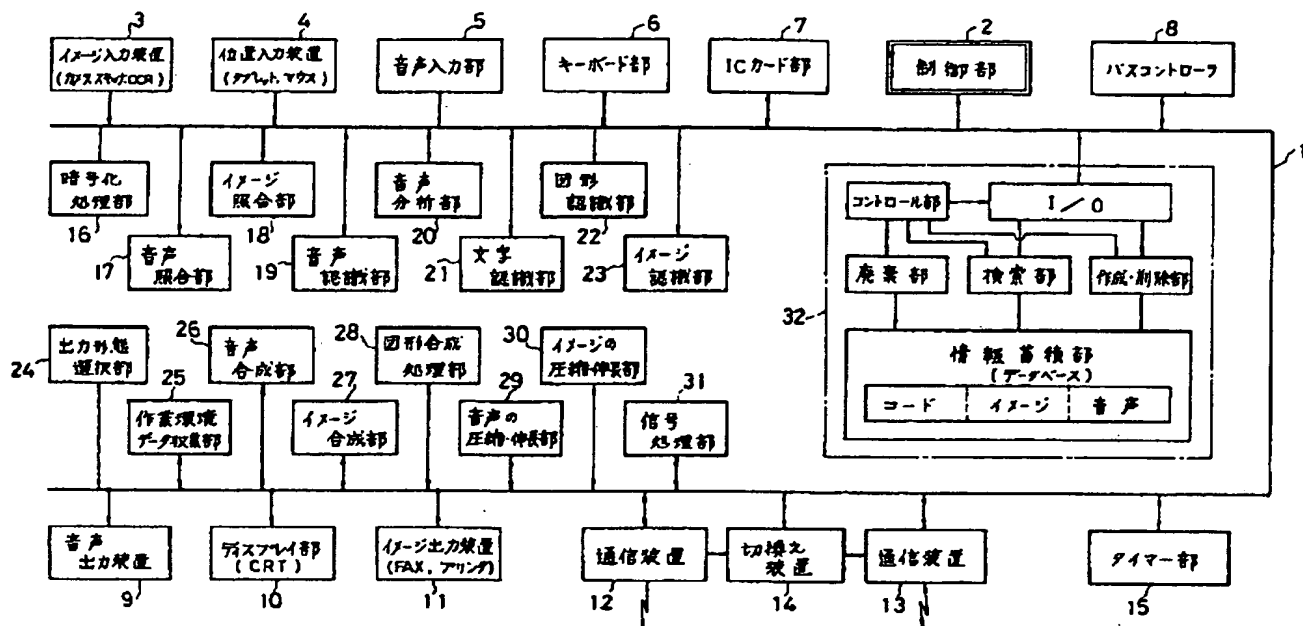 3
4
5
6
7
2
8
イメージ入力装置
(カメラ,スキャナ,OCR)
位置入力装置
(タブレット,マウス)
音声入力部
キーボード部
ICカード部
制御部
バスコントローラ
1
暗号化
処理部
16
イメージ
照合部
18
音声
分析部
20
図形
認識部
22
17
音声
照合部
19
音声
認識部
21
文字
認識部
23
イメージ
認識部
コントロール部
I/O
廃棄部
検索部
作成・削除部
32
情報蓄積部
(データベース)
コード
イメージ
音声
出力形態
選択部
24
26
音声
合成部
28
図形合成
処理部
30
イメージの
圧縮・伸長部
25
作業環境
データ収集部
27
イメージ
合成部
29
音声の
圧縮・伸長部
31
信号
処理部
音声
出力装置
9
ディスプレイ部
(CRT)
10
イメージ出力装置
(FAX,プリンタ)
11
通信装置
12
切換え
装置
14
通信装置
13
タイマー部
15